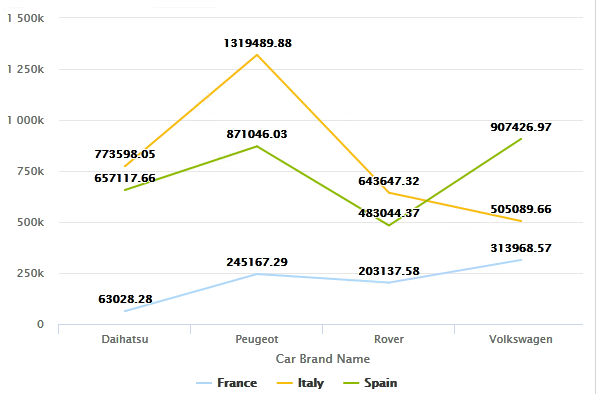 1 500k
1319489.88
1 250k
1 000k
907426.97
871046.03
773598.05
750k
657117.66
643647.32
505089.66
500k
483044.37
313968.57
250k
245167.29
203137.58
63028.28
0
Daihatsu Peugeot Rover Volkswagen
Car Brand Name
France Italy Spain